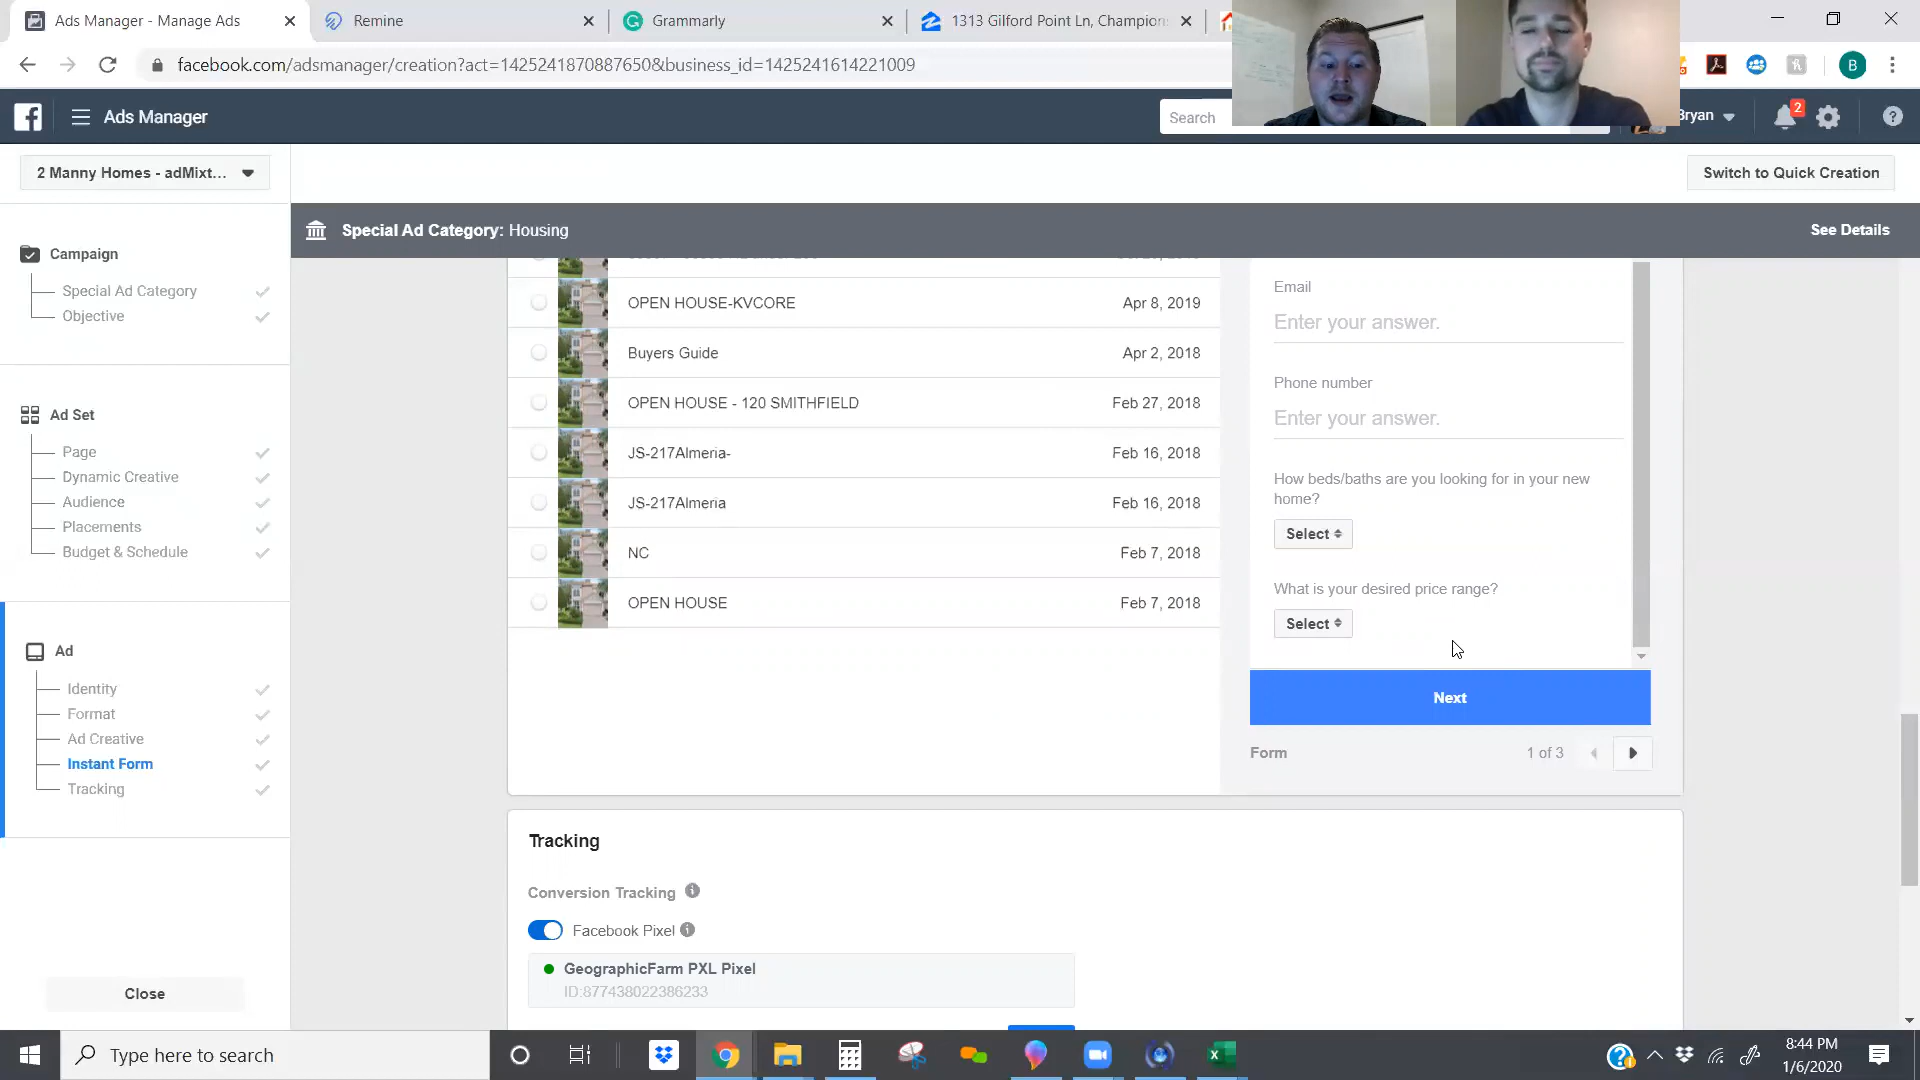 Ads Manager - Manage Ads
Remine
Grammarly
1313 Gilford Point Ln, Champion
facebook.com/adsmanager/creation?act=1425241870887650&business_id=1425241614221009
B
Ads Manager
Search
Bryan
2
2 Manny Homes - adMixt...
Switch to Quick Creation
Special Ad Category: Housing
See Details
Campaign
Special Ad Category
Objective
Ad Set
Page
Dynamic Creative
Audience
Placements
Budget & Schedule
Ad
Identity
Format
Ad Creative
Instant Form
Tracking
Close
OPEN HOUSE-KVCORE
Apr 8, 2019
Buyers Guide
Apr 2, 2018
OPEN HOUSE - 120 SMITHFIELD
Feb 27, 2018
JS-217Almeria-
Feb 16, 2018
JS-217Almeria
Feb 16, 2018
NC
Feb 7, 2018
OPEN HOUSE
Feb 7, 2018
Email
Enter your answer.
Phone number
Enter your answer.
How beds/baths are you looking for in your new
home?
Select
What is your desired price range?
Select
Next
Form
1 of 3
Tracking
Conversion Tracking
Facebook Pixel
GeographicFarm PXL Pixel
ID:877438022386233
Type here to search
8:44 PM
1/6/2020